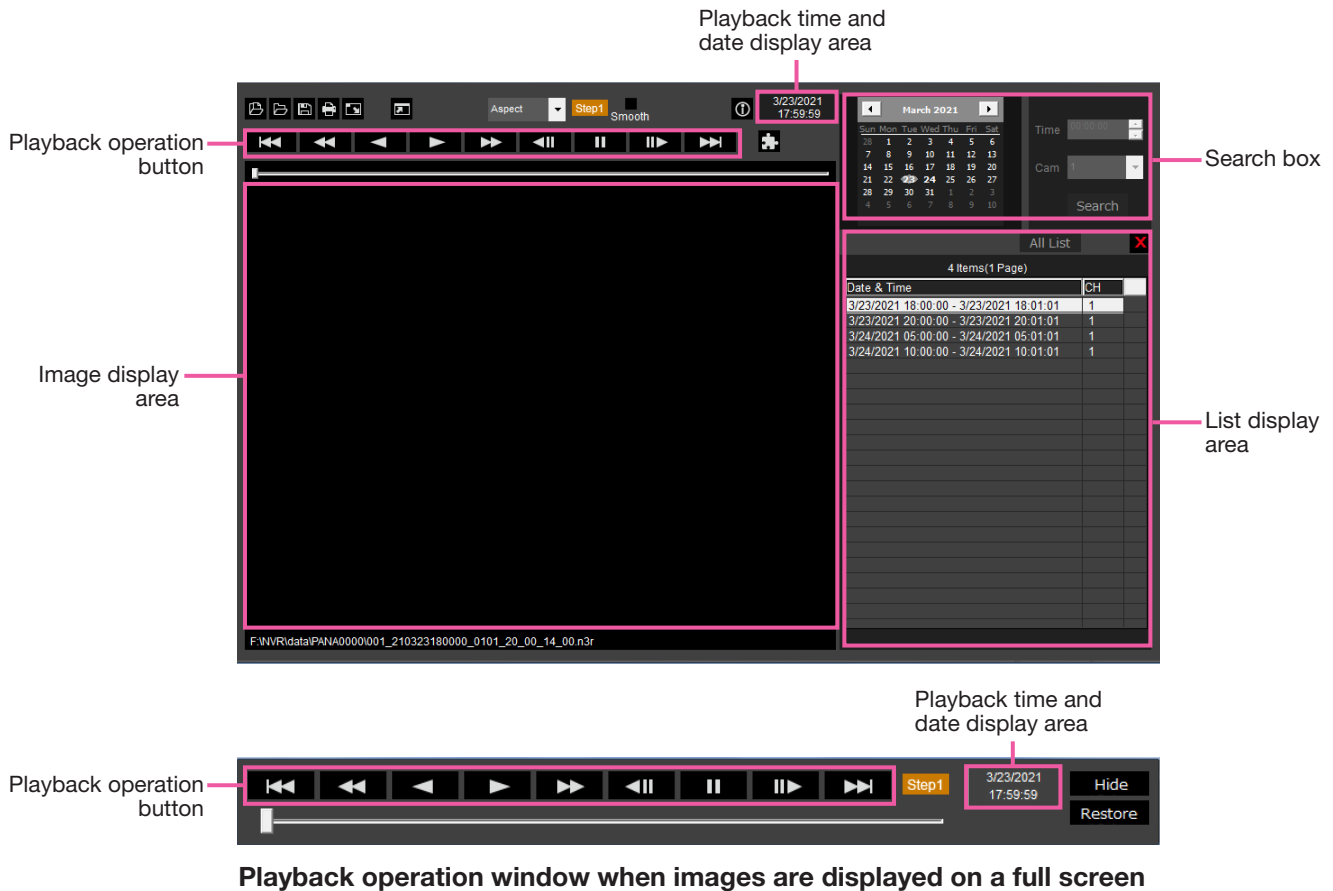 Playback time and
date display area
Aspect
Step1
Smooth
3/23/2021
17:59:59
March 2021
Sun Mon Tue Wed Thu Fri Sat
28 1 2 3 4 5 6
7 8 9 10 11 12 13
14 15 16 17 18 19 20
21 22 23 24 25 26 27
28 29 30 31 1 2 3
4 5 6 7 8 9 10
Time 00:00:00
Cam 1
Search
Playback operation
button
Search box
All List
X
4 Items(1 Page)
Date & Time CH
3/23/2021 18:00:00 - 3/23/2021 18:01:01 1
3/23/2021 20:00:00 - 3/23/2021 20:01:01 1
3/24/2021 05:00:00 - 3/24/2021 05:01:01 1
3/24/2021 10:00:00 - 3/24/2021 10:01:01 1
Image display
area
List display
area
F:\NVR\data\PANA0000\001_210323180000_0101_20_00_14_00.n3r
Playback time and
date display area
Playback operation
button
Step1
3/23/2021
17:59:59
Hide
Restore
Playback operation window when images are displayed on a full screen